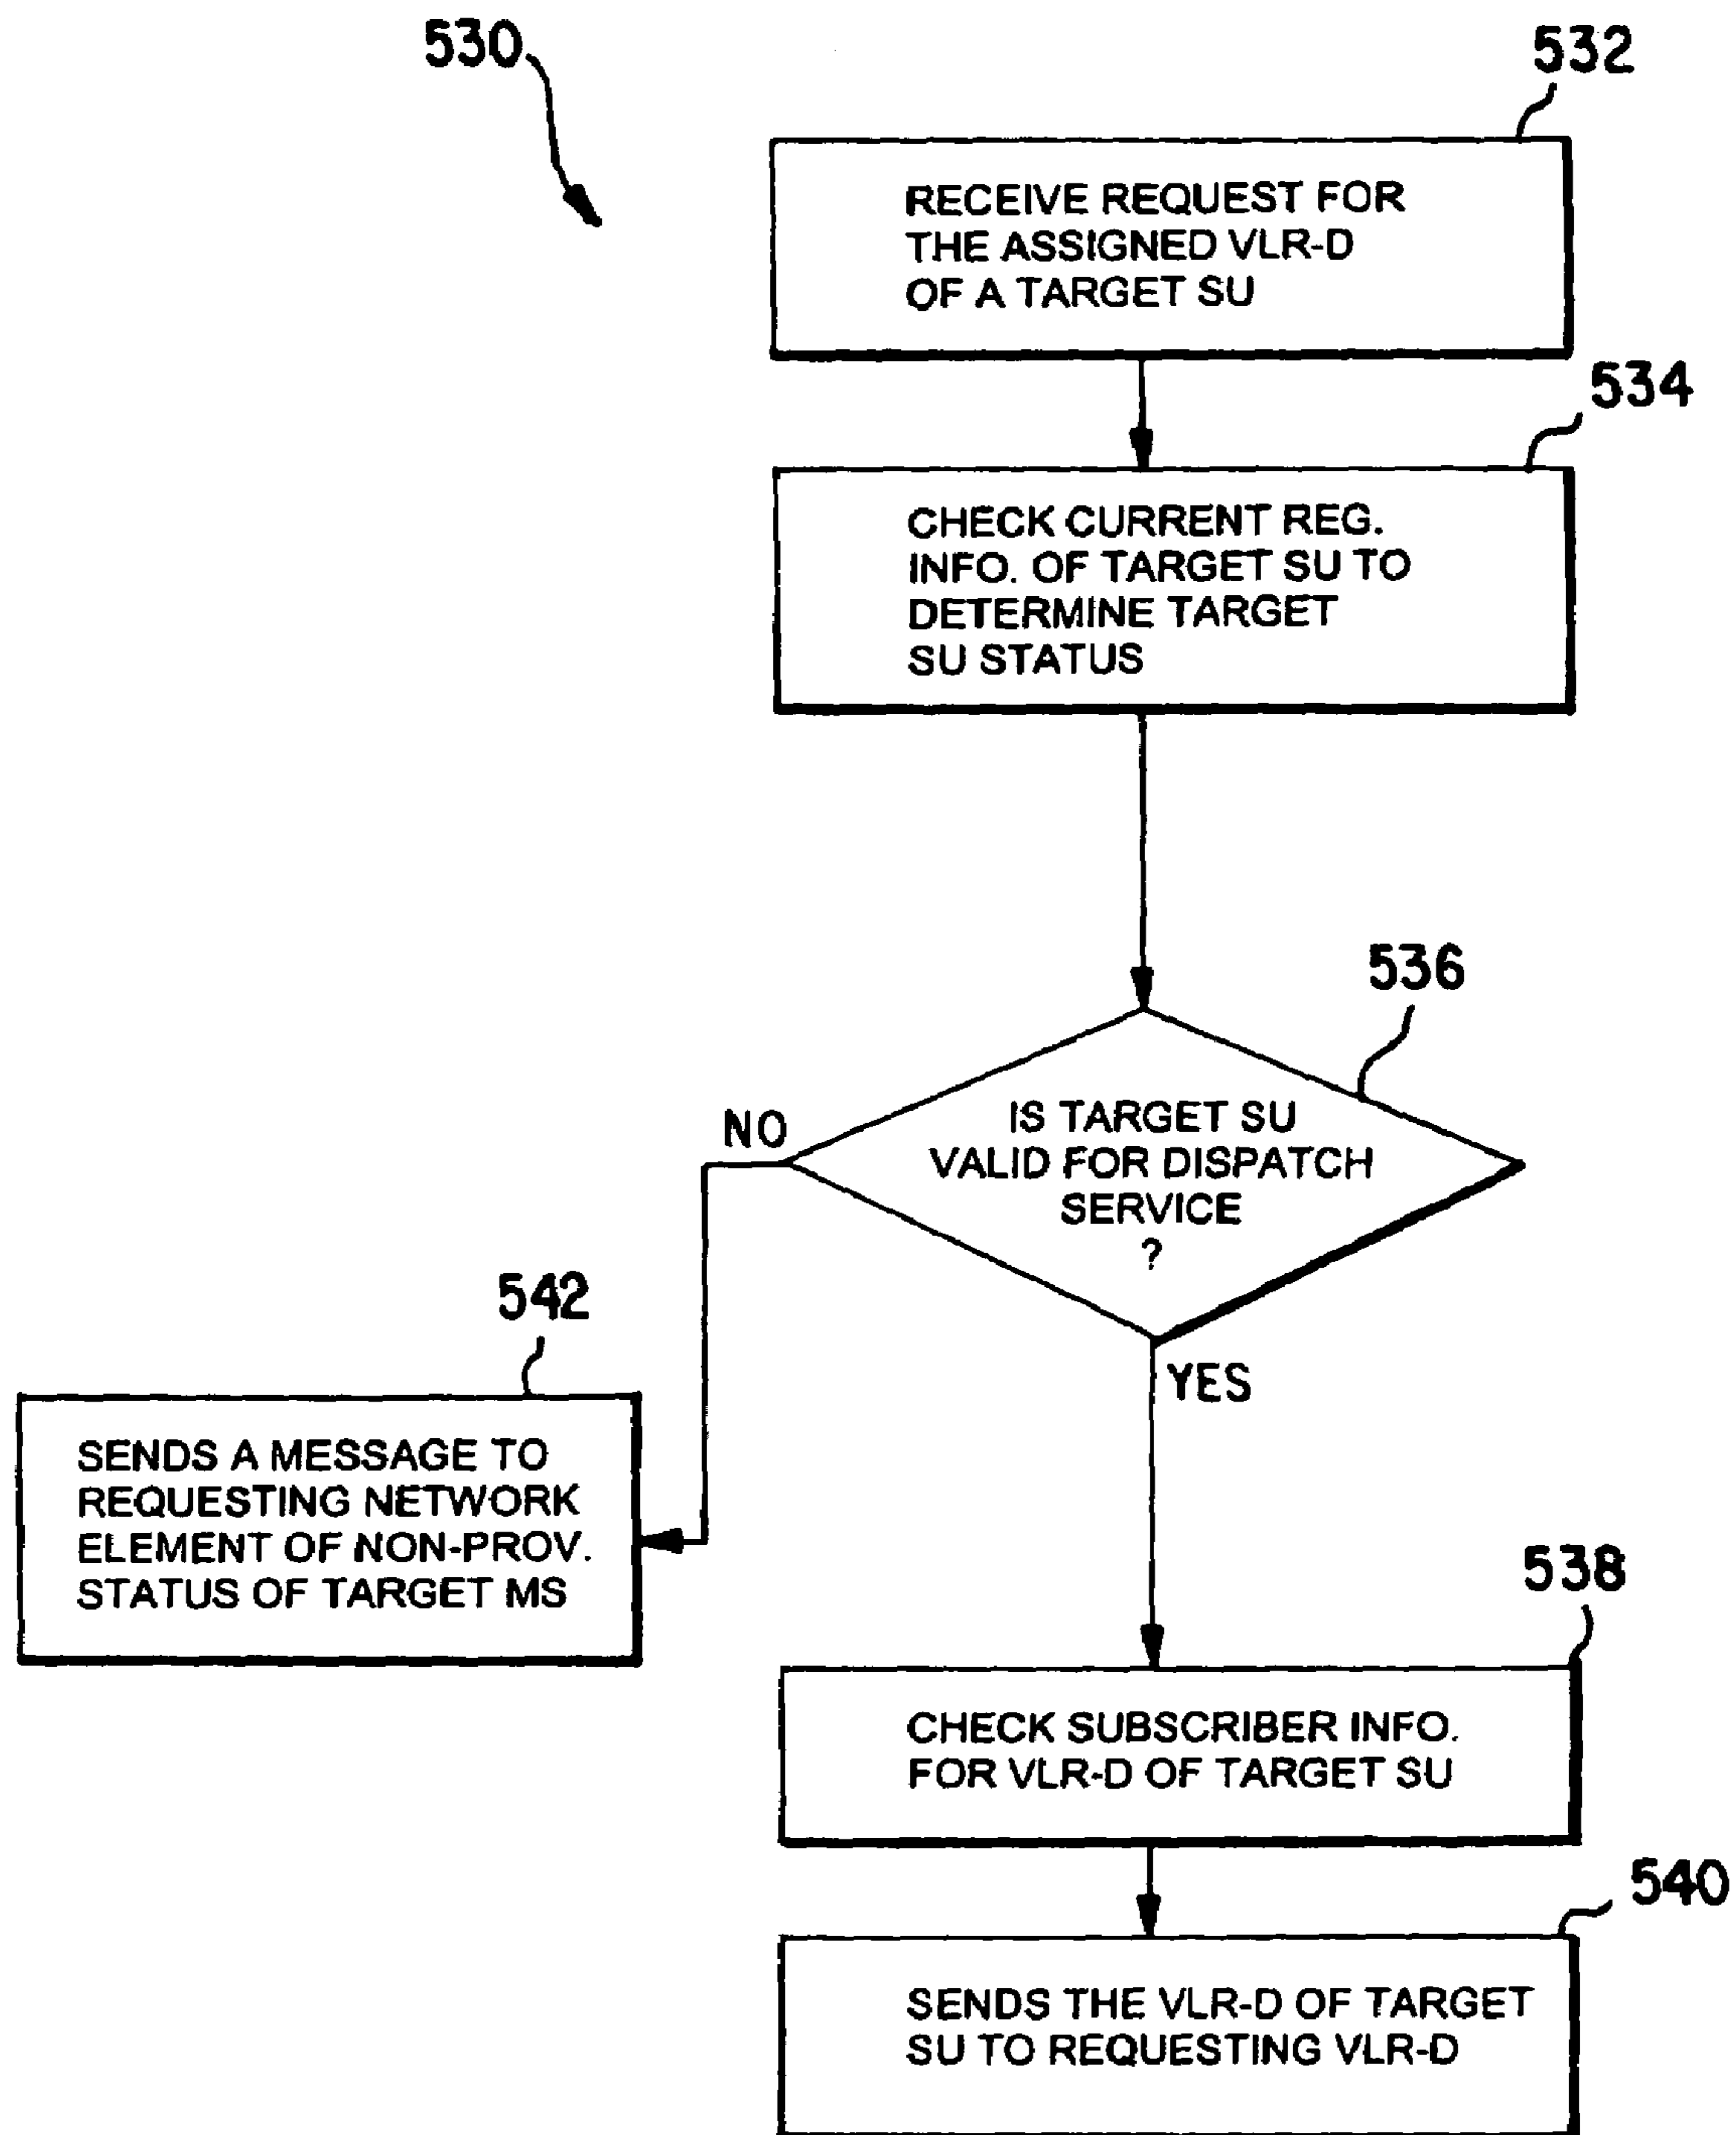 530
532
RECEIVE REQUEST FOR
THE ASSIGNED VLR-D
OF A TARGET SU
534
CHECK CURRENT REG.
INFO. OF TARGET SU TO
DETERMINE TARGET
SU STATUS
536
IS TARGET SU
VALID FOR DISPATCH
SERVICE
?
NO
YES
542
SENDS A MESSAGE TO
REQUESTING NETWORK
ELEMENT OF NON-PROV.
STATUS OF TARGET MS
538
CHECK SUBSCRIBER INFO.
FOR VLR-D OF TARGET SU
540
SENDS THE VLR-D OF TARGET
SU TO REQUESTING VLR-D